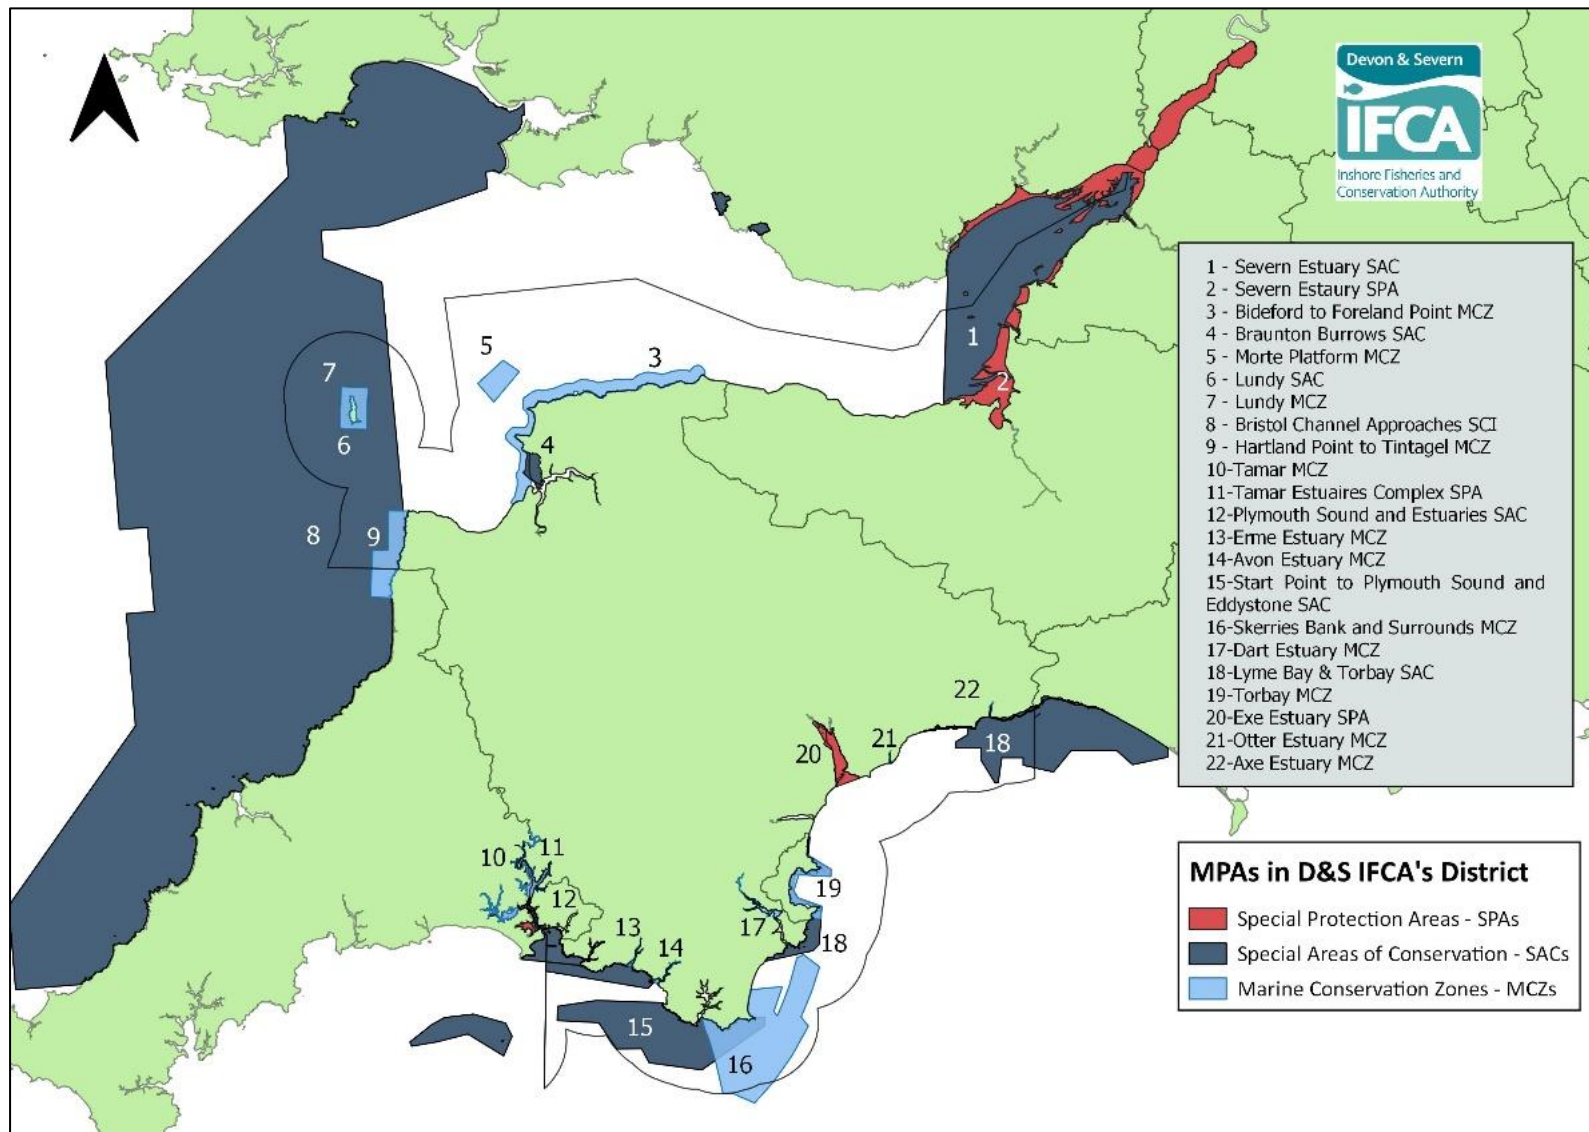 Devon & Severn
IFCA
Inshore Fisheries and
Conservation Authority
1 - Severn Estuary SAC
2 - Severn Estaury SPA
3 - Bideford to Foreland Point MCZ
4 - Braunton Burrows SAC
5 - Morte Platform MCZ
6 - Lundy SAC
7 - Lundy MCZ
8 - Bristol Channel Approaches SCI
9 - Hartland Point to Tintagel MCZ
10-Tamar MCZ
11-Tamar Estuaires Complex SPA
12-Plymouth Sound and Estuaries SAC
13-Erme Estuary MCZ
14-Avon Estuary MCZ
15-Start Point to Plymouth Sound and
Eddystone SAC
16-Skerries Bank and Surrounds MCZ
17-Dart Estuary MCZ
18-Lyme Bay & Torbay SAC
19-Torbay MCZ
20-Exe Estuary SPA
21-Otter Estuary MCZ
22-Axe Estuary MCZ
MPAs in D&S IFCA's District
Special Protection Areas - SPAs
Special Areas of Conservation - SACs
Marine Conservation Zones - MCZs
1
2
3
5
7
6
4
8
9
22
18
21
20
10
11
12
13
14
17
19
18
15
16